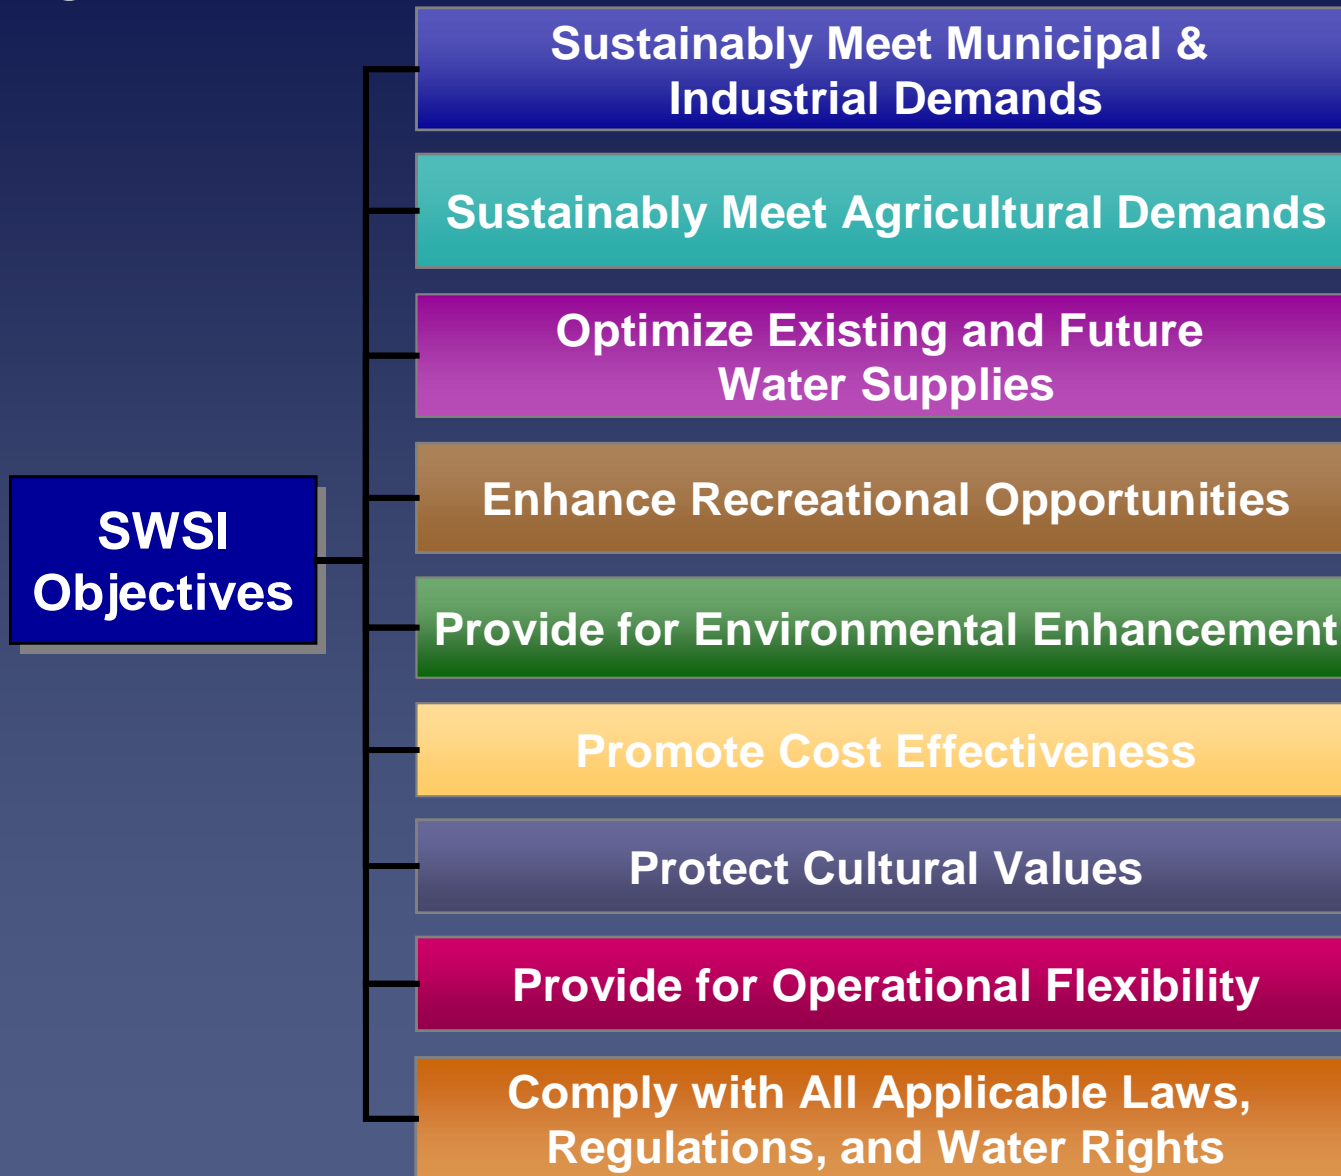 Sustainably Meet Municipal &
Industrial Demands
Sustainably Meet Agricultural Demands
Optimize Existing and Future
Water Supplies
Enhance Recreational Opportunities
SWSI
Objectives
Provide for Environmental Enhancement
Promote Cost Effectiveness
Protect Cultural Values
Provide for Operational Flexibility
Comply with All Applicable Laws,
Regulations, and Water Rights